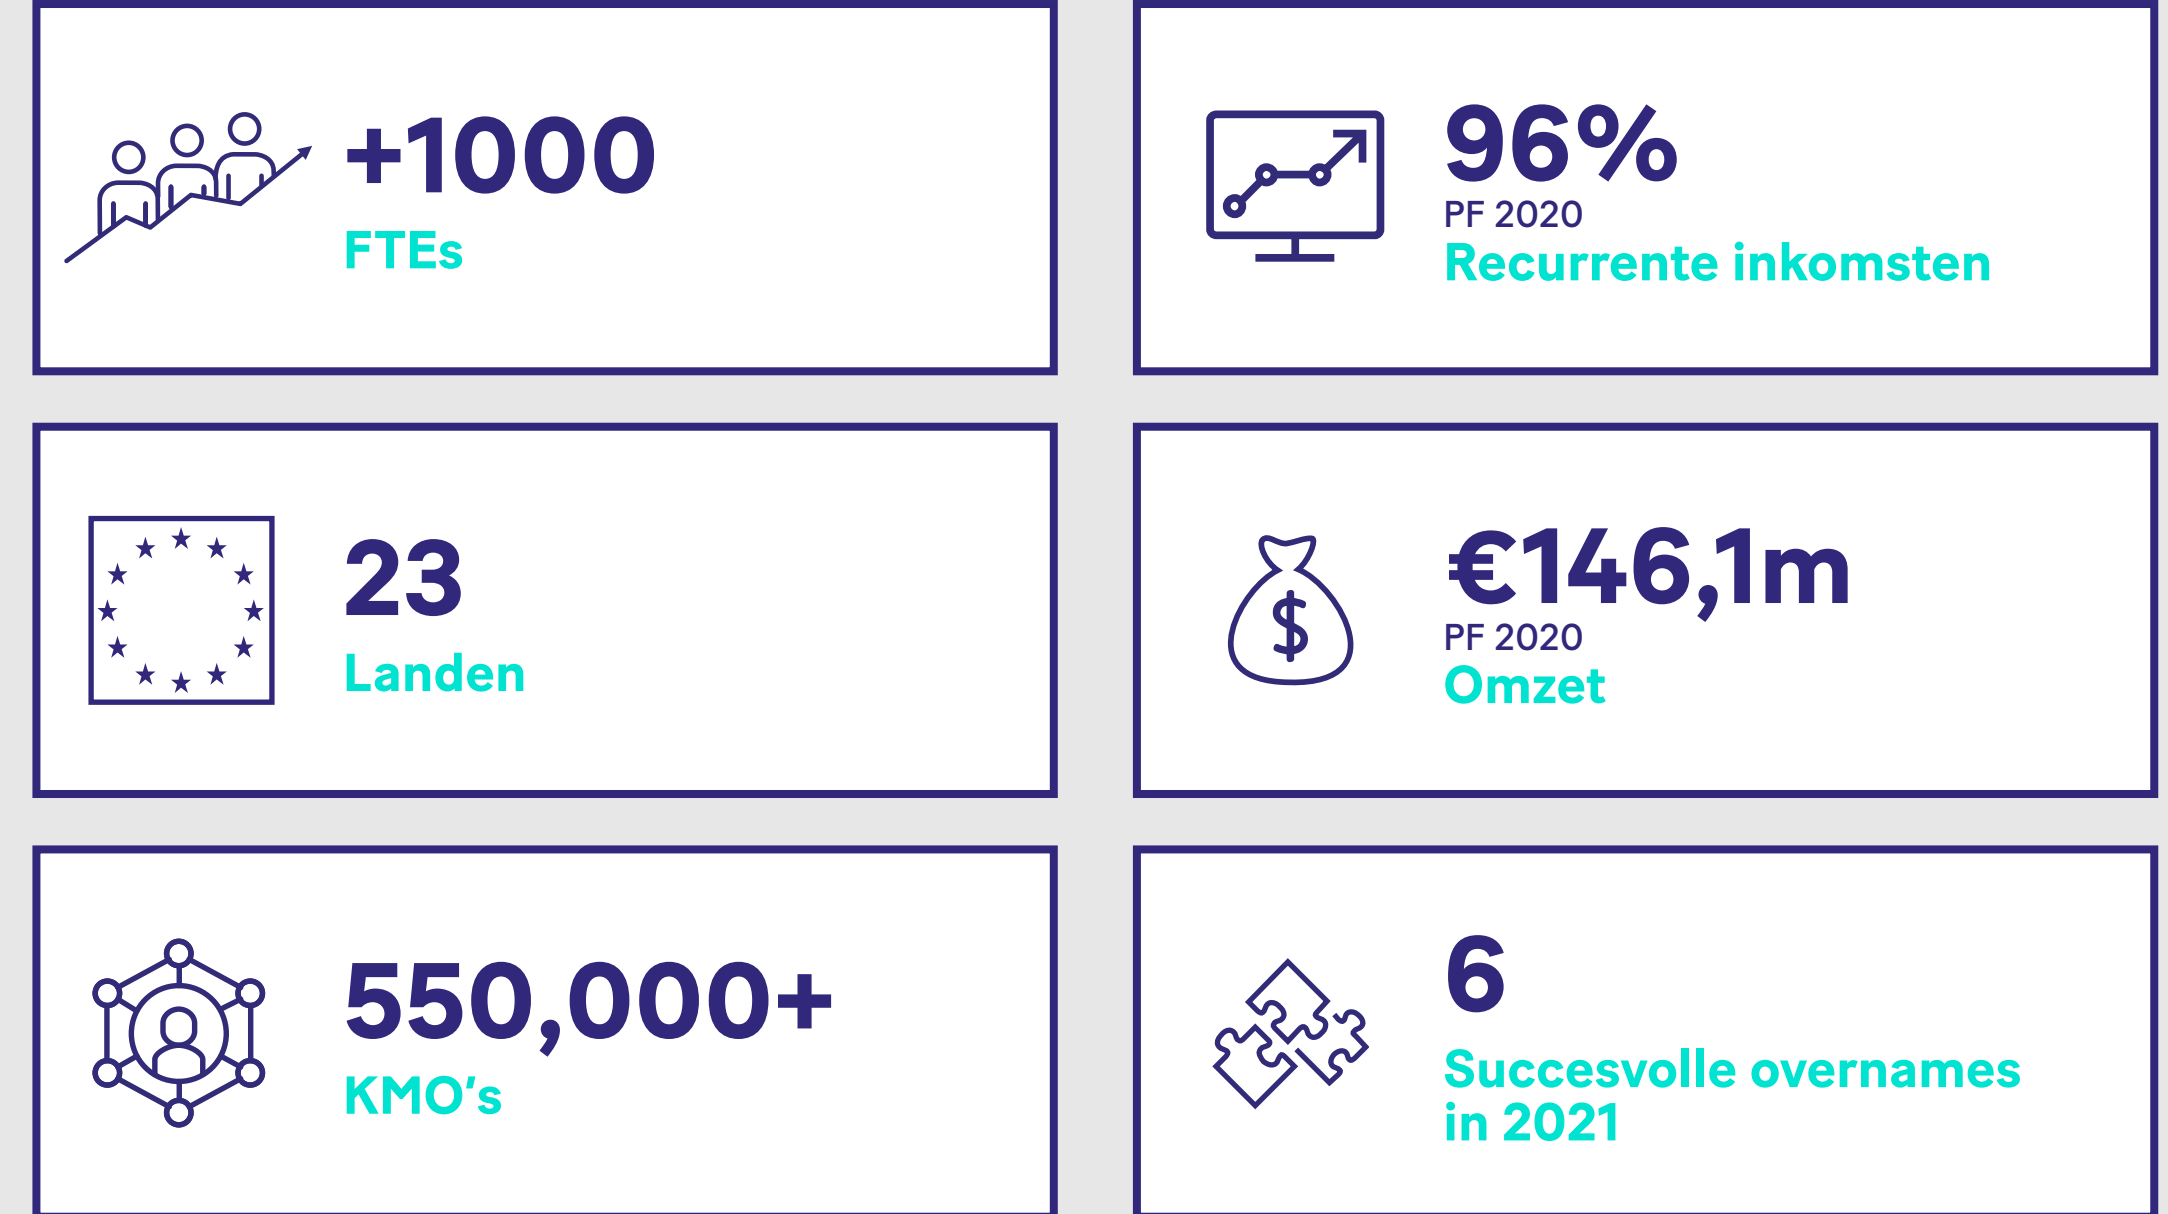 +1000
FTEs
96%
PF 2020
Recurrente inkomsten
23
Landen
€146,1m
PF 2020
Omzet
550,000+
KMO's
6
Succesvolle overnames
in 2021